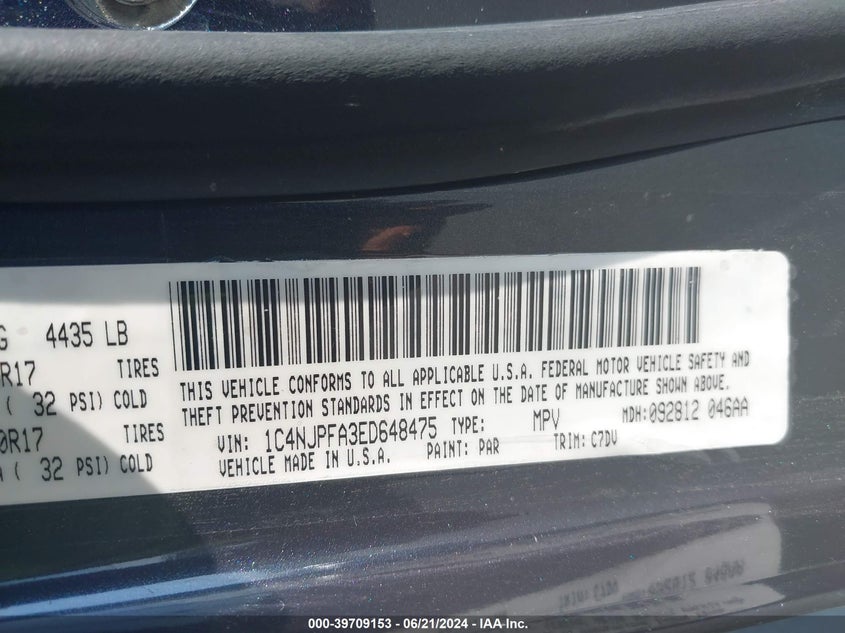 G 4435 LB
R17 TIRES
( 32 PSI) COLD
0R17 TIRES
A ( 32 PSI) COLD
THIS VEHICLE CONFORMS TO ALL APPLICABLE U.S.A. FEDERAL MOTOR VEHICLE SAFETY AND
THEFT PREVENTION STANDARDS IN EFFECT ON THE DATE OF MANUFACTURE SHOWN ABOVE.
VIN: 1C4NJPFA3ED648475 TYPE: MPV MDH:092812 046AA
VEHICLE MADE IN U.S.A. PAINT: PAR TRIM: C7DV
000-39709153 - 06/21/2024 - IAA Inc.